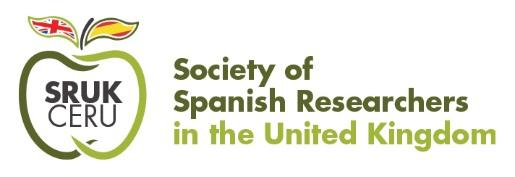 SRUK
CERU
Society of
Spanish Researchers
in the United Kingdom